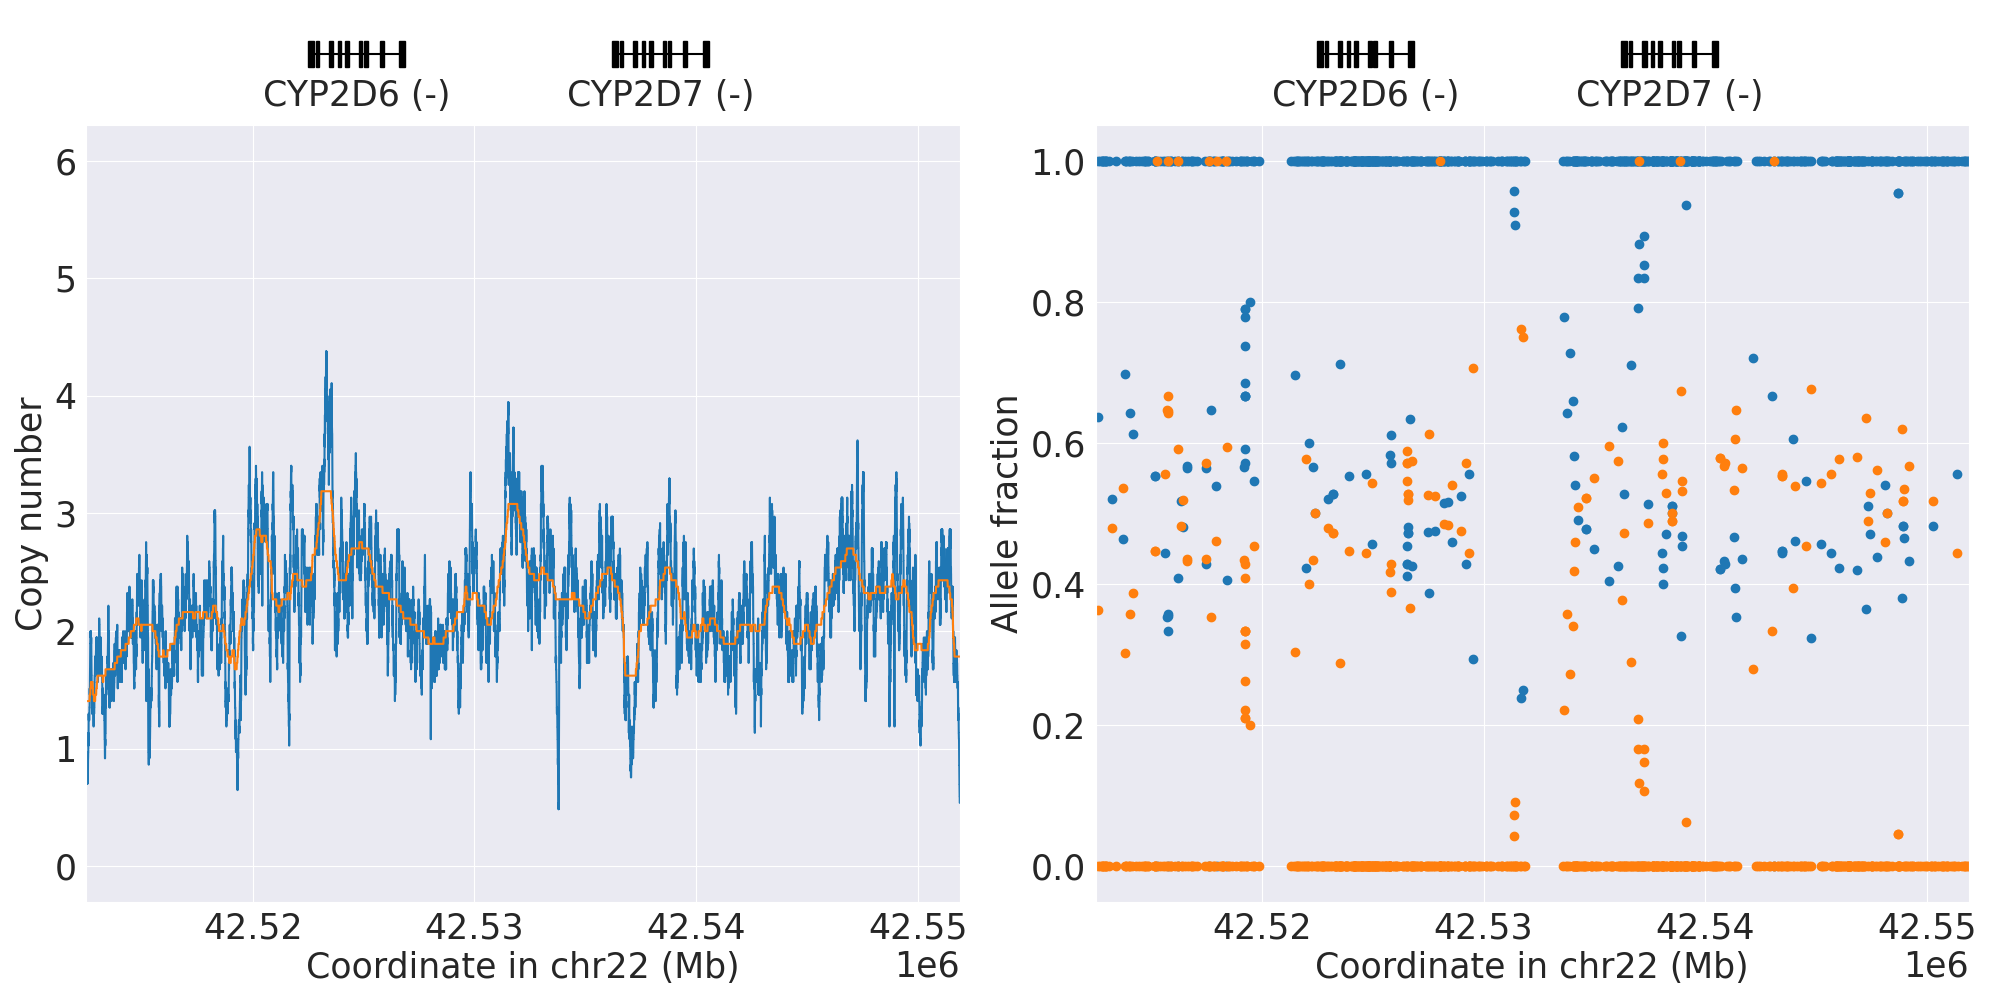 CYP2D6 (-)
CYP2D7 (-)
6
5
4
3
2
1
0
Copy number
42.52
42.53
42.54
42.55
1e6
Coordinate in chr22 (Mb)
CYP2D6 (-)
CYP2D7 (-)
1.0
0.8
0.6
0.4
0.2
0.0
Allele fraction
42.52
42.53
42.54
42.55
1e6
Coordinate in chr22 (Mb)